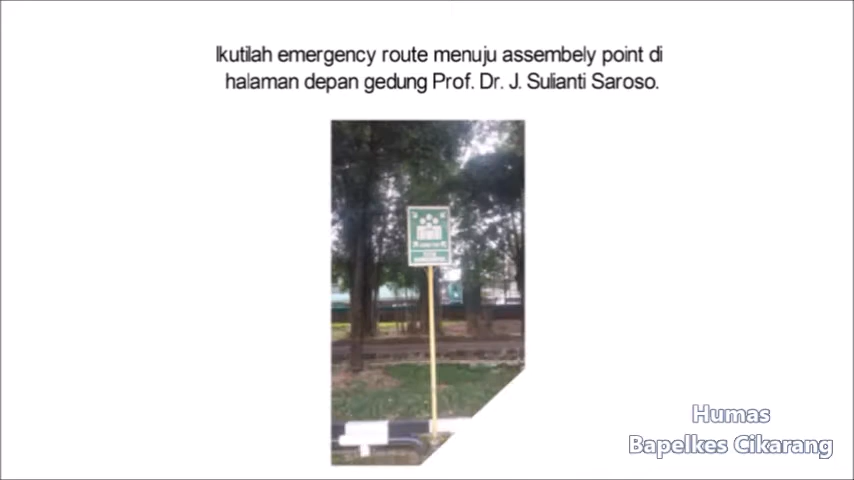 Ikutilah emergency route menuju assembely point di
halaman depan gedung Prof. Dr. J. Sulianti Saroso.
Humas
Bapelkes Cikarang